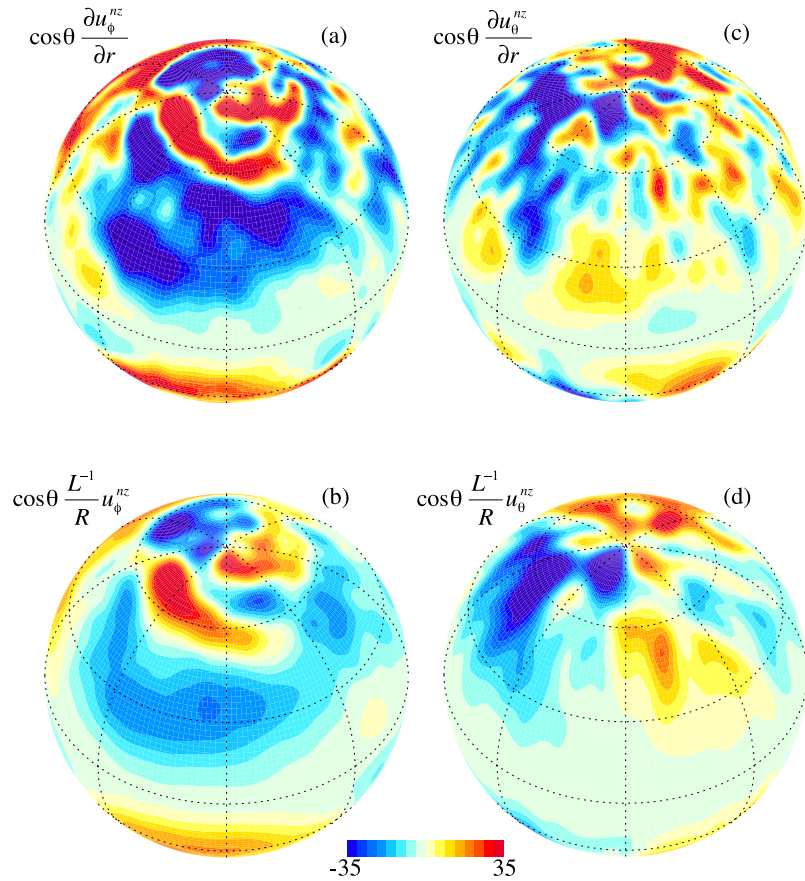 cosθ ∂u_ϕ^{nz}/∂r (a)
cosθ ∂u_θ^{nz}/∂r (c)
cosθ L^{-1}/R u_ϕ^{nz} (b)
cosθ L^{-1}/R u_θ^{nz} (d)
-35 35